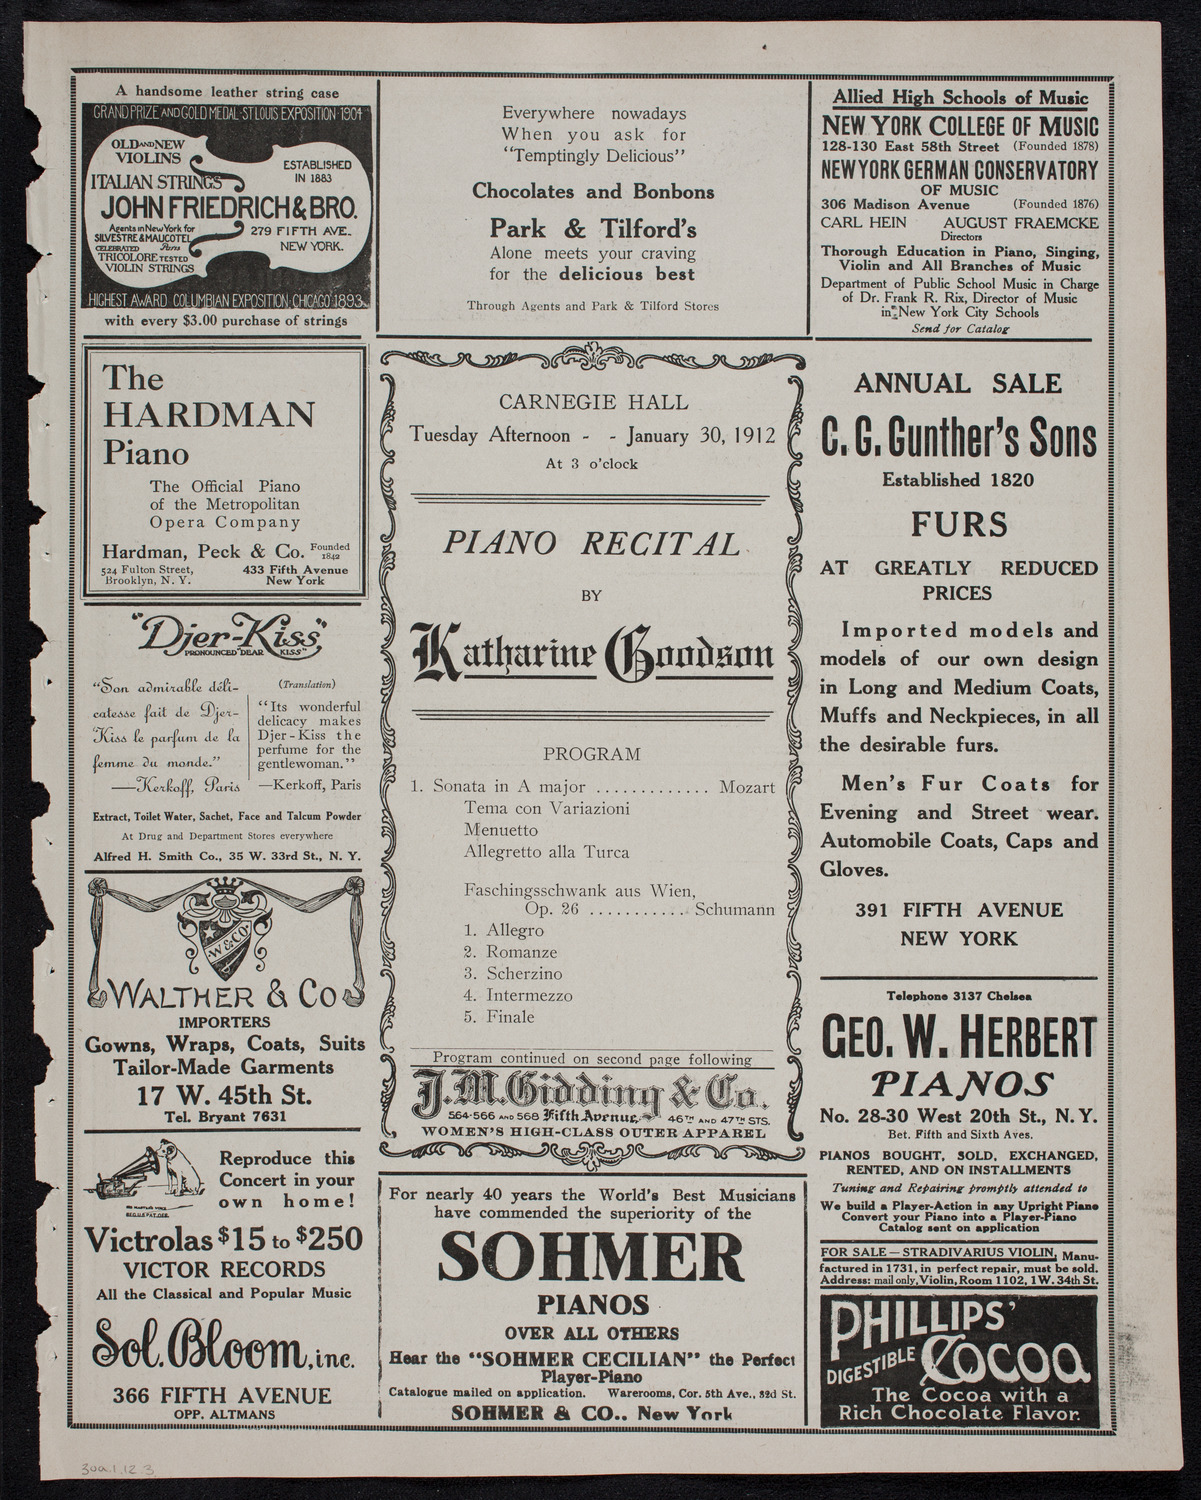 A handsome leather string case
GRAND PRIZE AND GOLD MEDAL-ST LOUIS EXPOSITION-1904
OLD AND NEW
VIOLINS
ITALIAN STRINGS
ESTABLISHED
IN 1883
JOHN FRIEDRICH & BRO.
Agents in New York for
SILVESTRE & MAUCOTEL
CELEBRATED Paris
TRICOLORE TESTED
VIOLIN STRINGS
279 FIFTH AVE.
NEW YORK.
HIGHEST AWARD COLUMBIAN EXPOSITION-CHICAGO 1893.
with every $3.00 purchase of strings
The
HARDMAN
Piano
The Official Piano
of the Metropolitan
Opera Company
Hardman, Peck & Co. Founded 1842
524 Fulton Street, 433 Fifth Avenue
Brooklyn, N. Y. New York
"Djer-Kiss"
PRONOUNCED "DEAR KISS"
"Son admirable déli-
catesse fait de Djer-
Kiss le parfum de la
femme du monde."
—Kerkoff, Paris
(Translation)
"Its wonderful
delicacy makes
Djer-Kiss the
perfume for the
gentlewoman."
—Kerkoff, Paris
Extract, Toilet Water, Sachet, Face and Talcum Powder
At Drug and Department Stores everywhere
Alfred H. Smith Co., 35 W. 33rd St., N. Y.
W & CO.
WALTHER & CO
IMPORTERS
Gowns, Wraps, Coats, Suits
Tailor-Made Garments
17 W. 45th St.
Tel. Bryant 7631
Reproduce this
Concert in your
own home!
HIS MASTER'S VOICE
REG.U.S.PAT.OFF.
Victrolas $15 to $250
VICTOR RECORDS
All the Classical and Popular Music
Sol. Bloom, inc.
366 FIFTH AVENUE
OPP. ALTMANS
Everywhere nowadays
When you ask for
"Temptingly Delicious"
Chocolates and Bonbons
Park & Tilford's
Alone meets your craving
for the delicious best
Through Agents and Park & Tilford Stores
CARNEGIE HALL
Tuesday Afternoon - - January 30, 1912
At 3 o'clock
PIANO RECITAL
BY
Katharine Goodson
PROGRAM
1. Sonata in A major ............ Mozart
Tema con Variazioni
Menuetto
Allegretto alla Turca
Faschingsschwank aus Wien,
Op. 26 ........... Schumann
1. Allegro
2. Romanze
3. Scherzino
4. Intermezzo
5. Finale
Program continued on second page following
J. M. Gidding & Co.
564-566 AND 568 Fifth Avenue, 46TH AND 47TH STS.
WOMEN'S HIGH-CLASS OUTER APPAREL
For nearly 40 years the World's Best Musicians
have commended the superiority of the
SOHMER
PIANOS
OVER ALL OTHERS
Hear the "SOHMER CECILIAN" the Perfect
Player-Piano
Catalogue mailed on application. Warerooms, Cor. 5th Ave., 32d St.
SOHMER & CO., New York
Allied High Schools of Music
NEW YORK COLLEGE OF MUSIC
128-130 East 58th Street (Founded 1878)
NEW YORK GERMAN CONSERVATORY
OF MUSIC
306 Madison Avenue (Founded 1876)
CARL HEIN AUGUST FRAEMCKE
Directors
Thorough Education in Piano, Singing,
Violin and All Branches of Music
Department of Public School Music in Charge
of Dr. Frank R. Rix, Director of Music
in New York City Schools
Send for Catalog
ANNUAL SALE
C. G. Gunther's Sons
Established 1820
FURS
AT GREATLY REDUCED
PRICES
Imported models and
models of our own design
in Long and Medium Coats,
Muffs and Neckpieces, in all
the desirable furs.
Men's Fur Coats for
Evening and Street wear.
Automobile Coats, Caps and
Gloves.
391 FIFTH AVENUE
NEW YORK
Telephone 3137 Chelsea
GEO. W. HERBERT
PIANOS
No. 28-30 West 20th St., N. Y.
Bet. Fifth and Sixth Aves.
PIANOS BOUGHT, SOLD, EXCHANGED,
RENTED, AND ON INSTALLMENTS
Tuning and Repairing promptly attended to
We build a Player-Action in any Upright Piano
Convert your Piano into a Player-Piano
Catalog sent on application
FOR SALE — STRADIVARIUS VIOLIN, Manu-
factured in 1731, in perfect repair, must be sold.
Address: mail only, Violin, Room 1102, 1 W. 34th St.
PHILLIPS'
DIGESTIBLE COCOA
The Cocoa with a
Rich Chocolate Flavor.
30a.1.12.3